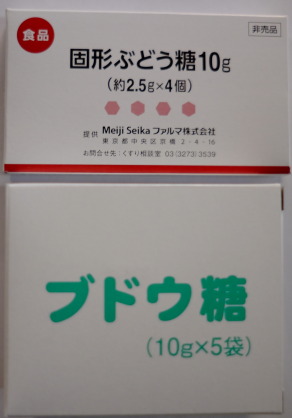 食品
非売品
固形ぶどう糖10g
(約2.5g×4個)
提供 Meiji Seika ファルマ株式会社
東京都中央区京橋 2-4-16
お問合せ先:くすり相談室 03(3273)3539
ブドウ糖
(10g×5袋)